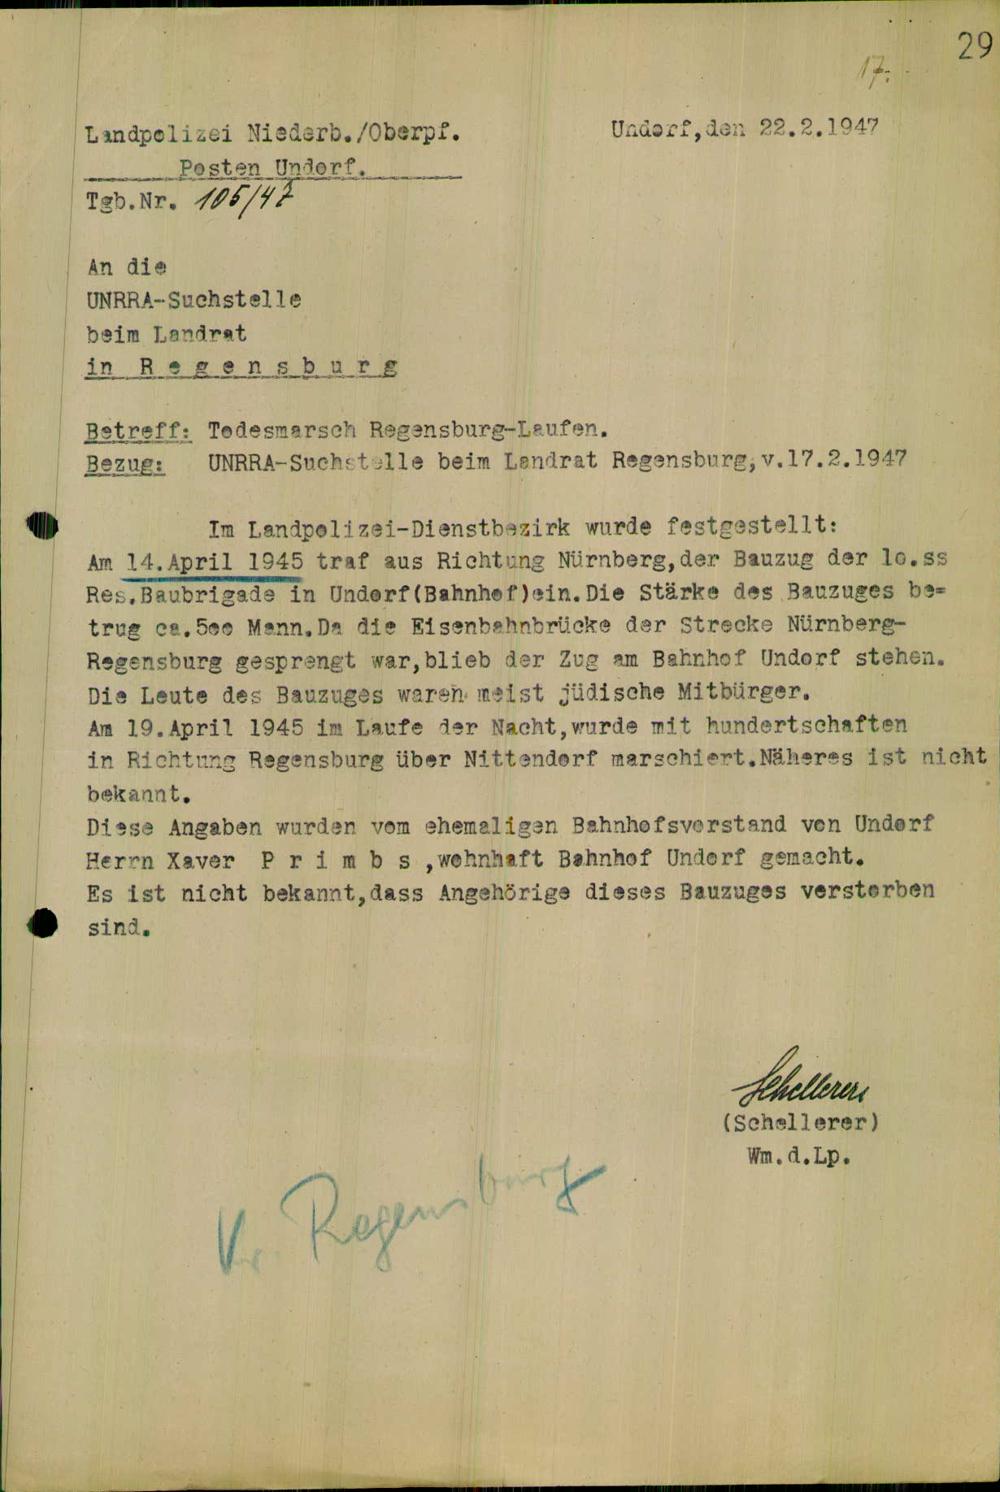 29
17.
Landpolizei Niederb./Oberpf.
Undorf,den 22.2.1947
Posten Undorf.
Tgb.Nr. 105/47
An die
UNRRA-Suchstelle
beim Landrat
in Regensburg
Betreff: Todesmarsch Regensburg-Laufen.
Bezug: UNRRA-Suchstelle beim Landrat Regensburg,v.17.2.1947
Im Landpolizei-Dienstbezirk wurde festgestellt:
Am 14.April 1945 traf aus Richtung Nürnberg,der Bauzug der 1o.ss
Res.Baubrigade in Undorf(Bahnhof)ein.Die Stärke des Bauzuges be=
trug ca.5oo Mann.Da die Eisenbahnbrücke der Strecke Nürnberg-
Regensburg gesprengt war,blieb der Zug am Bahnhof Undorf stehen.
Die Leute des Bauzuges waren meist jüdische Mitbürger.
Am 19.April 1945 im Laufe der Nacht,wurde mit hundertschaften
in Richtung Regensburg über Nittendorf marschiert.Näheres ist nicht
bekannt.
Diese Angaben wurden vom ehemaligen Bahnhofsvorstand von Undorf
Herrn Xaver P r i m b s ,wohnhaft Bahnhof Undorf gemacht.
Es ist nicht bekannt,dass Angehörige dieses Bauzuges verstorben
sind.
Schellerer
(Schellerer)
Wm.d.Lp.
Kr. Regensburg